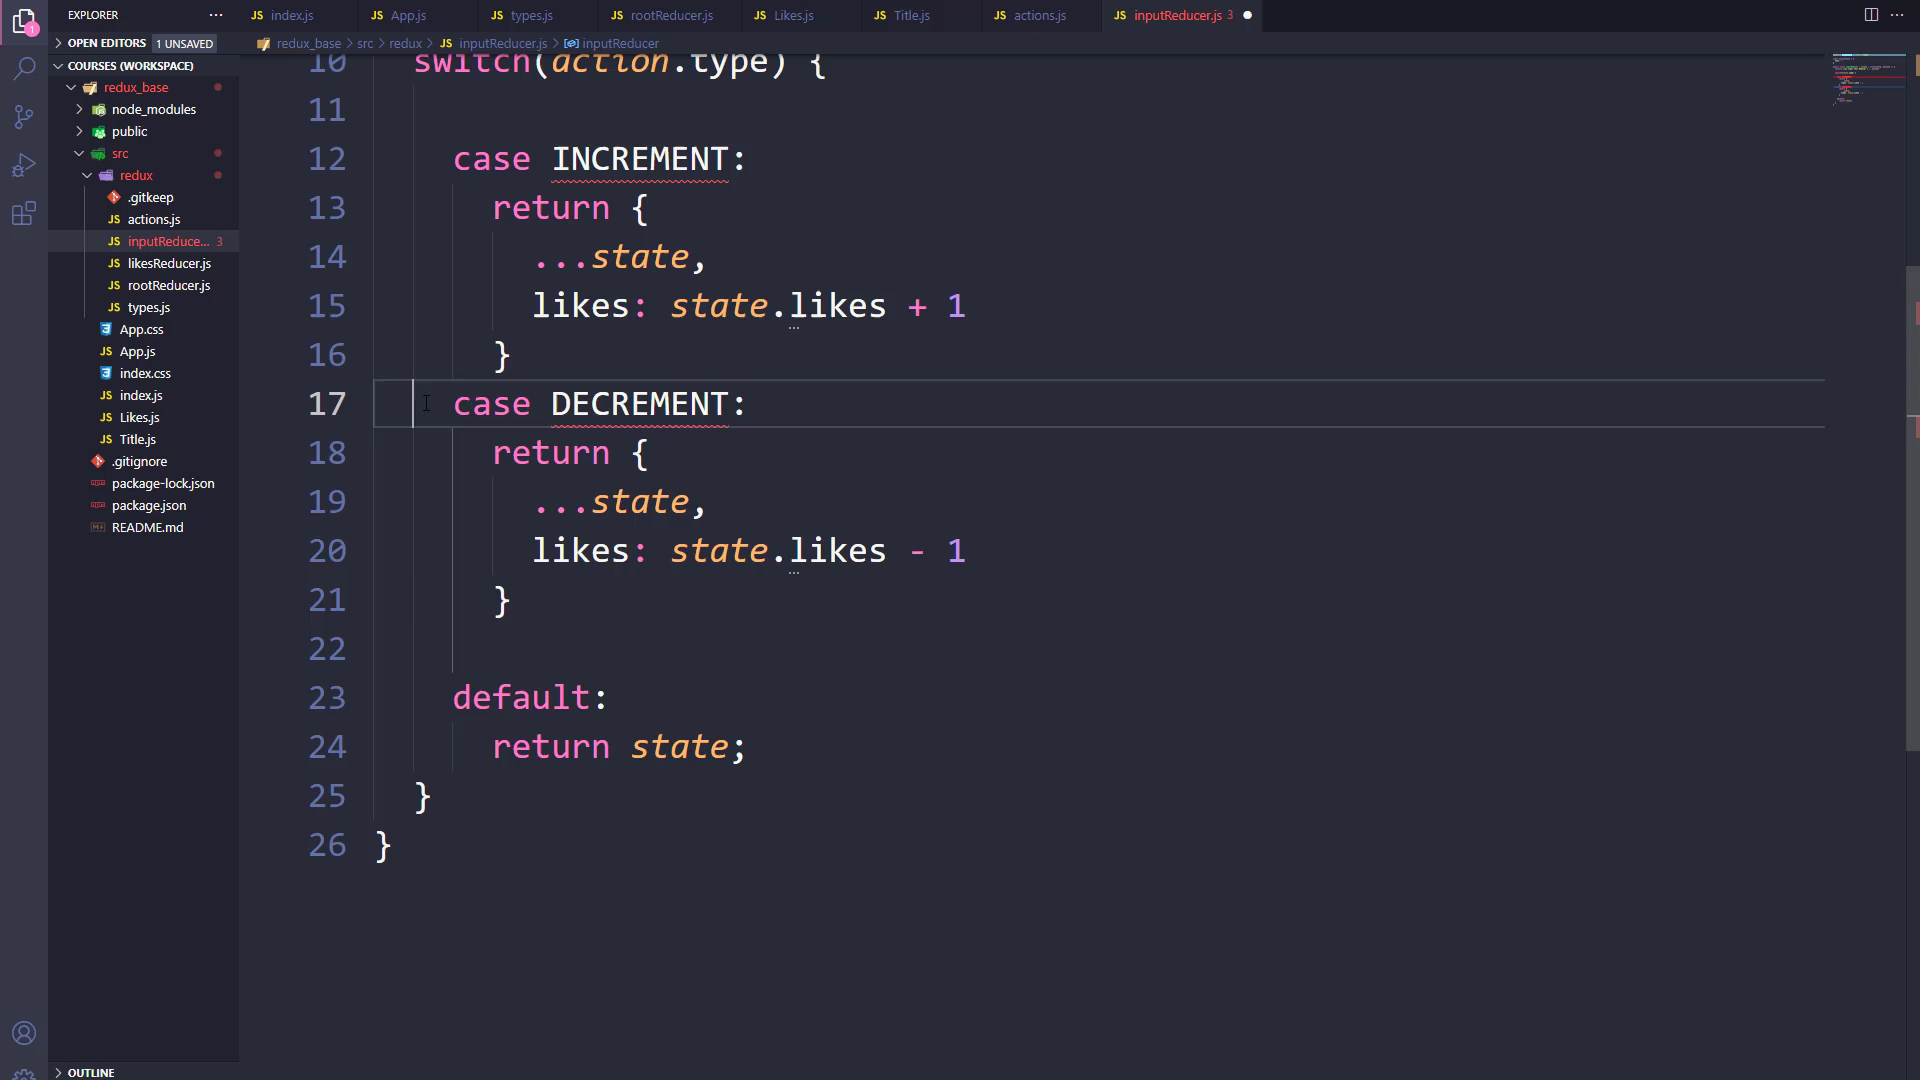 EXPLORER
index.js
App.js
types.js
rootReducer.js
Likes.js
Title.js
actions.js
inputReducer.js 3
OPEN EDITORS 1 UNSAVED
redux_base > src > redux > inputReducer.js > inputReducer
COURSES (WORKSPACE)
redux_base
node_modules
public
src
redux
.gitkeep
actions.js
inputReduce... 3
likesReducer.js
rootReducer.js
types.js
App.css
App.js
index.css
index.js
Likes.js
Title.js
.gitignore
package-lock.json
package.json
README.md
OUTLINE
10 switch(action.type) {
11
12 case INCREMENT:
13 return {
14 ...state,
15 likes: state.likes + 1
16 }
17 case DECREMENT:
18 return {
19 ...state,
20 likes: state.likes - 1
21 }
22
23 default:
24 return state;
25 }
26 }